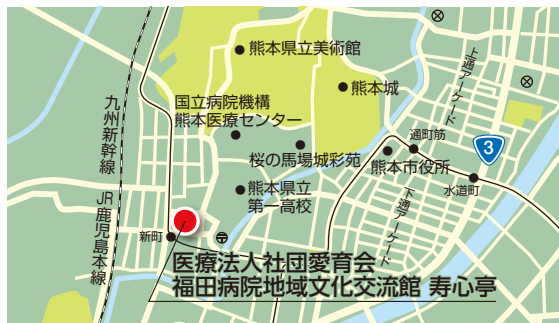 熊本県立美術館
熊本城
上通アーケード
国立病院機構
熊本医療センター
九州新幹線
通町筋
3
桜の馬場城彩苑
熊本市役所
水道町
熊本県立
第一高校
JR鹿児島本線
下通アーケード
新町
医療法人社団愛育会
福田病院地域文化交流館 寿心亭